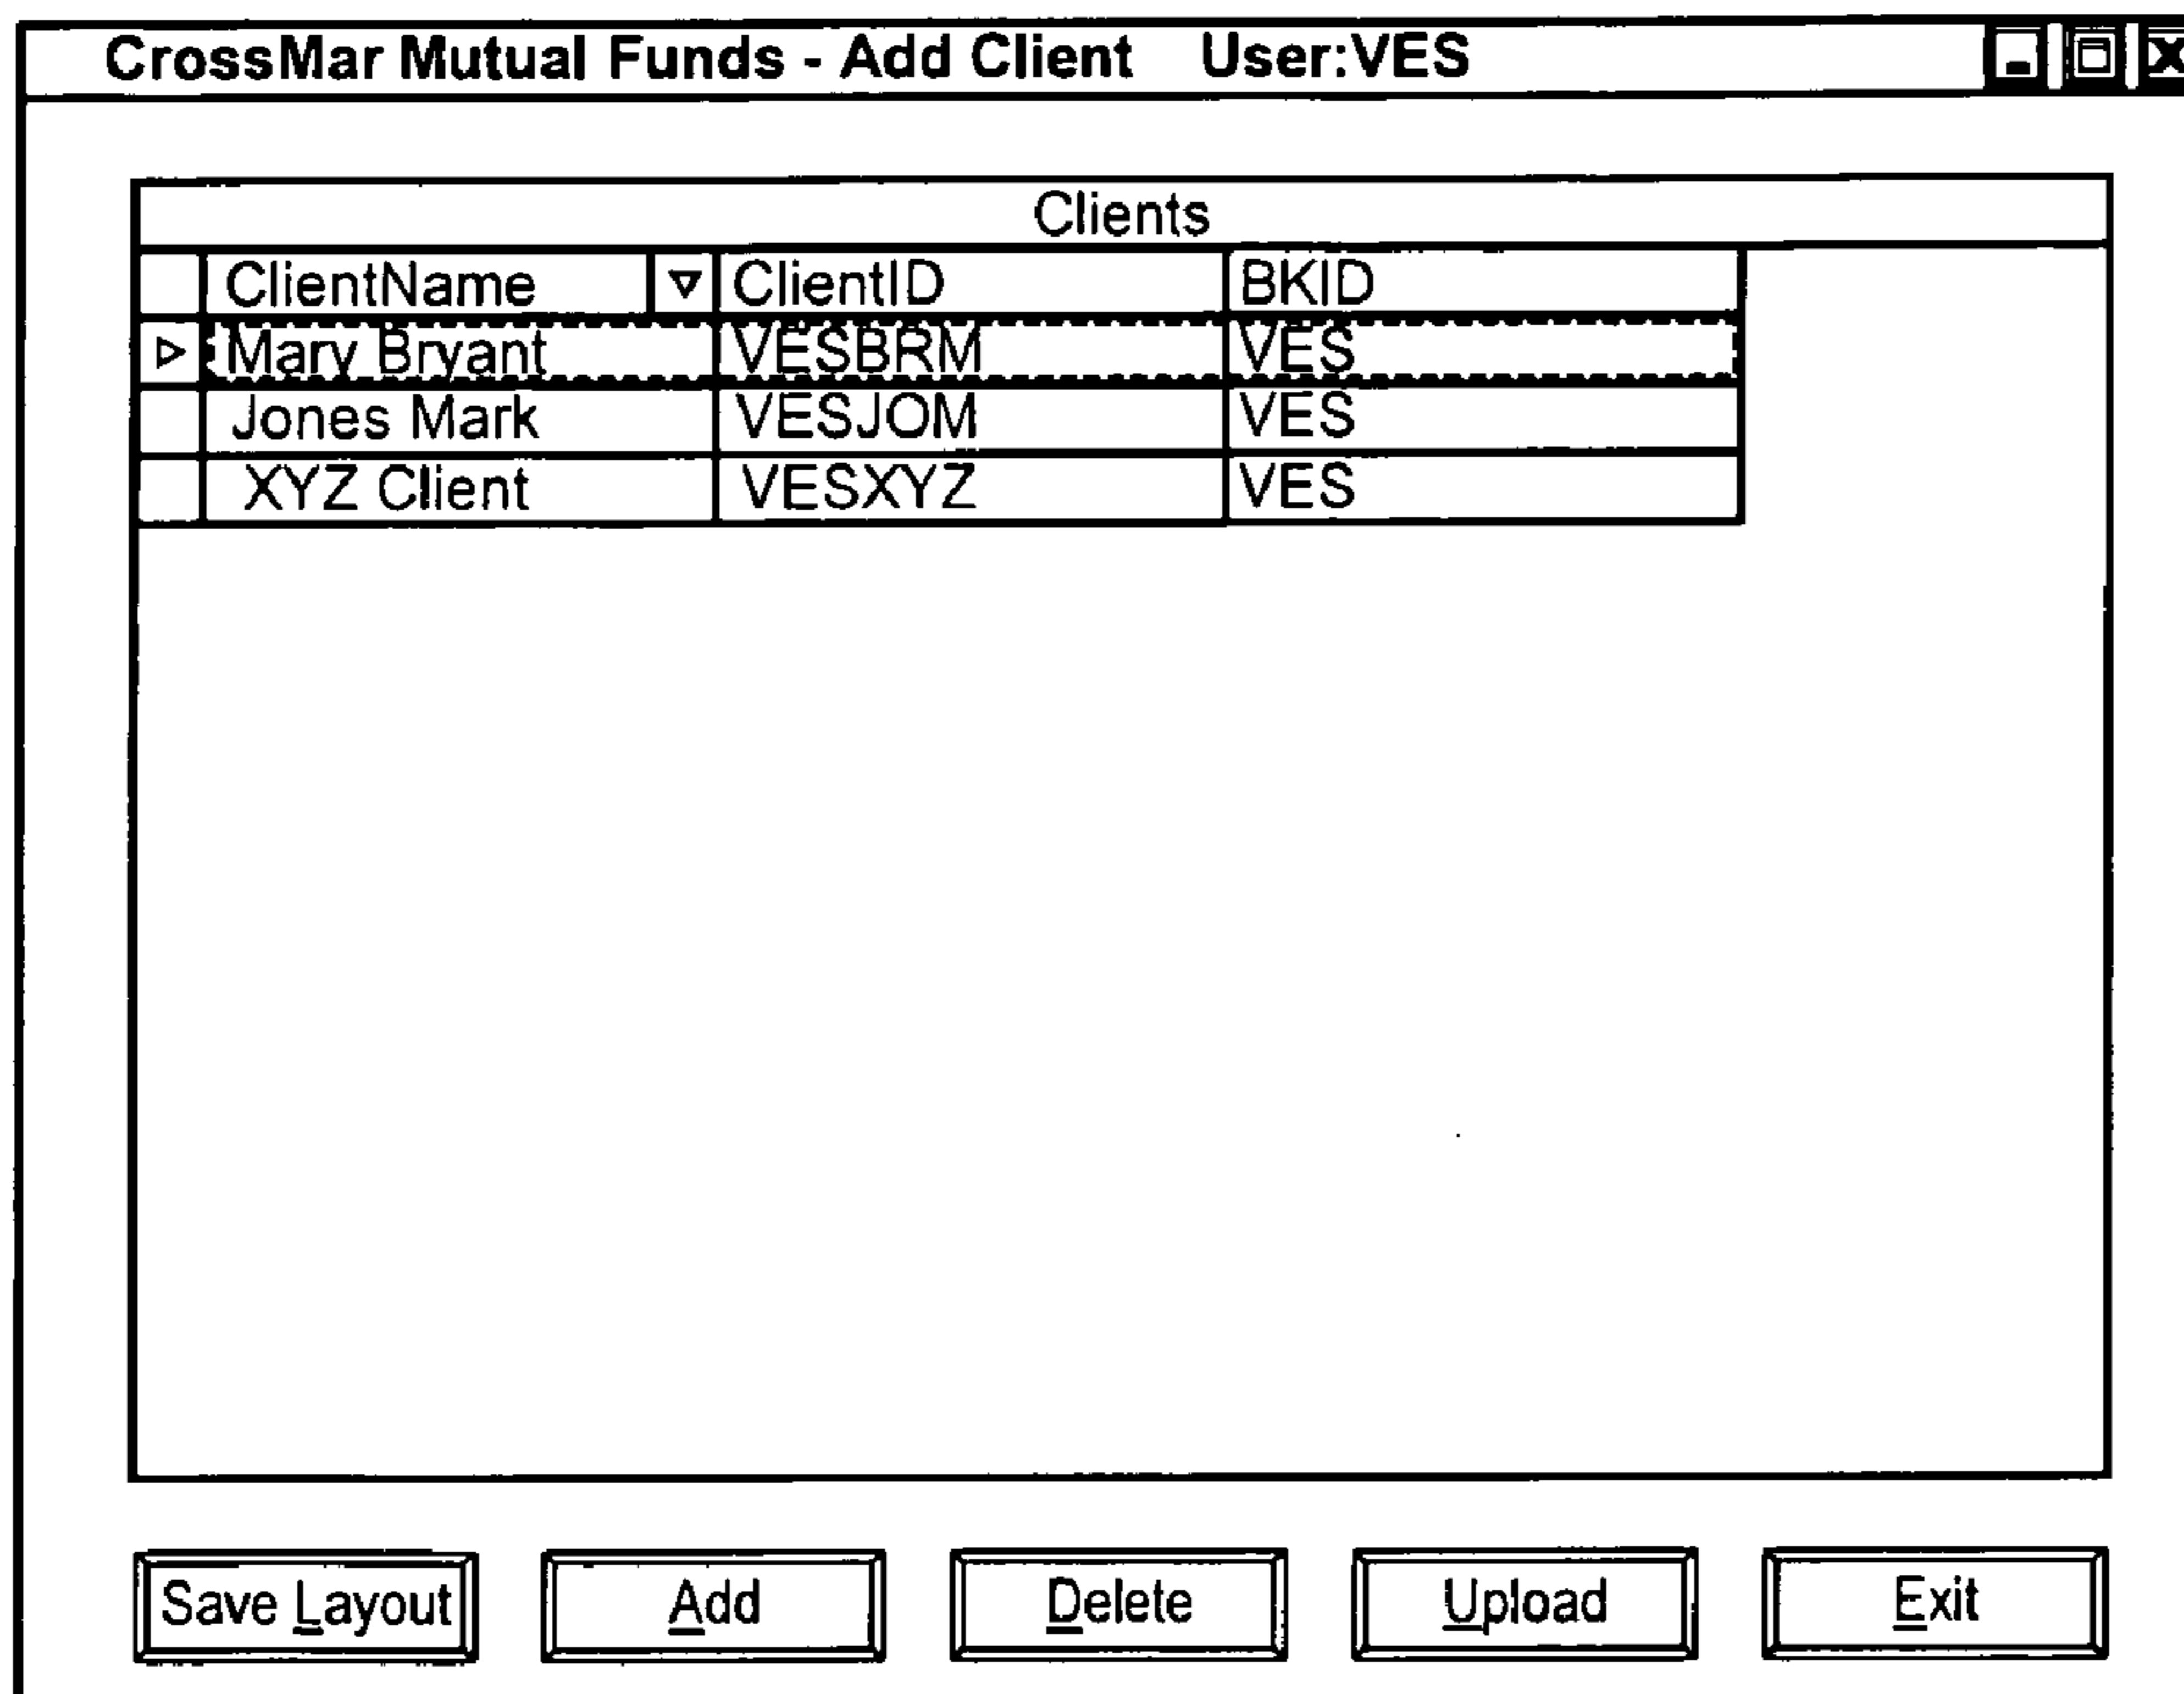 CrossMar Mutual Funds - Add Client User:VES
Clients
ClientName ClientID BKID
Mary Bryant VESBRM VES
Jones Mark VESJOM VES
XYZ Client VESXYZ VES
Save Layout Add Delete Upload Exit